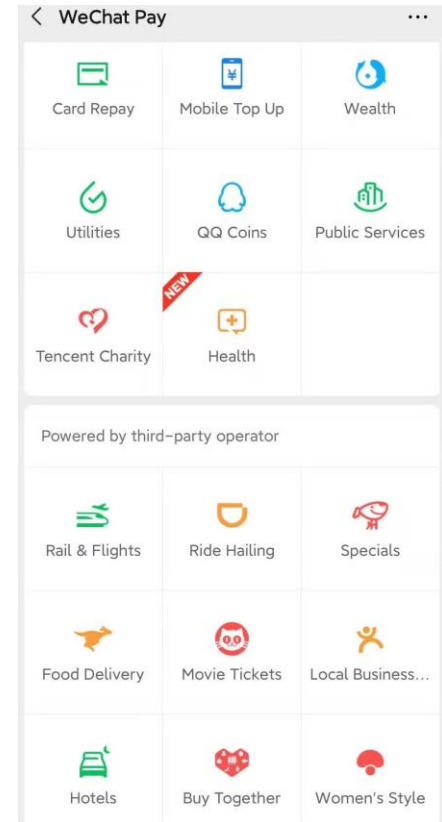 WeChat Pay
¥
Card Repay Mobile Top Up Wealth
Utilities QQ Coins Public Services
NEW
Tencent Charity Health
Powered by third-party operator
Rail & Flights Ride Hailing Specials
Food Delivery Movie Tickets Local Business...
Hotels Buy Together Women's Style